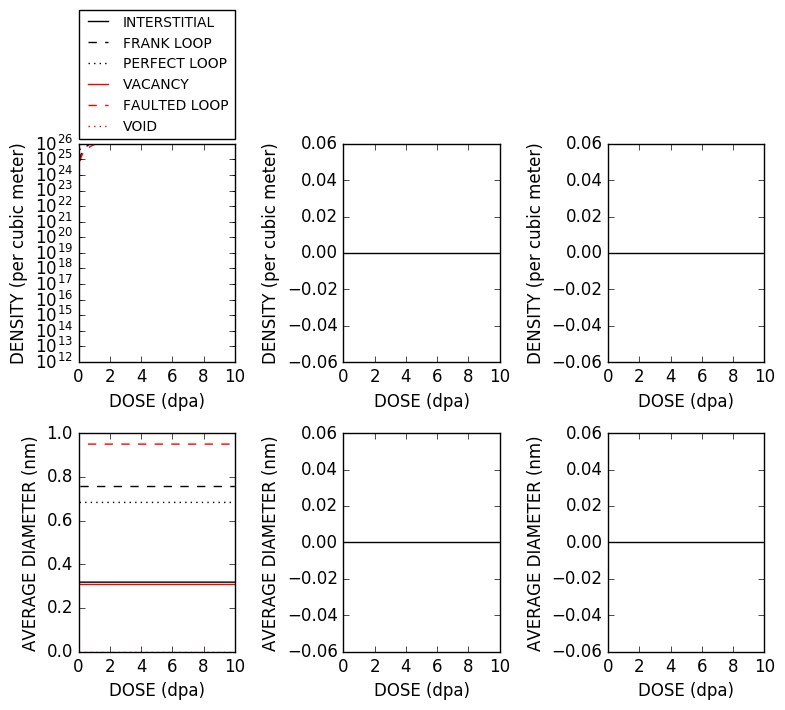 INTERSTITIAL
FRANK LOOP
PERFECT LOOP
VACANCY
FAULTED LOOP
VOID
DENSITY (per cubic meter)
10^26
10^25
10^24
10^23
10^22
10^21
10^20
10^19
10^18
10^17
10^16
10^15
10^14
10^13
10^12
0 2 4 6 8 10
DOSE (dpa)
DENSITY (per cubic meter)
0.06
0.04
0.02
0.00
−0.02
−0.04
−0.06
0 2 4 6 8 10
DOSE (dpa)
DENSITY (per cubic meter)
0.06
0.04
0.02
0.00
−0.02
−0.04
−0.06
0 2 4 6 8 10
DOSE (dpa)
AVERAGE DIAMETER (nm)
1.0
0.8
0.6
0.4
0.2
0.0
0 2 4 6 8 10
DOSE (dpa)
AVERAGE DIAMETER (nm)
0.06
0.04
0.02
0.00
−0.02
−0.04
−0.06
0 2 4 6 8 10
DOSE (dpa)
AVERAGE DIAMETER (nm)
0.06
0.04
0.02
0.00
−0.02
−0.04
−0.06
0 2 4 6 8 10
DOSE (dpa)